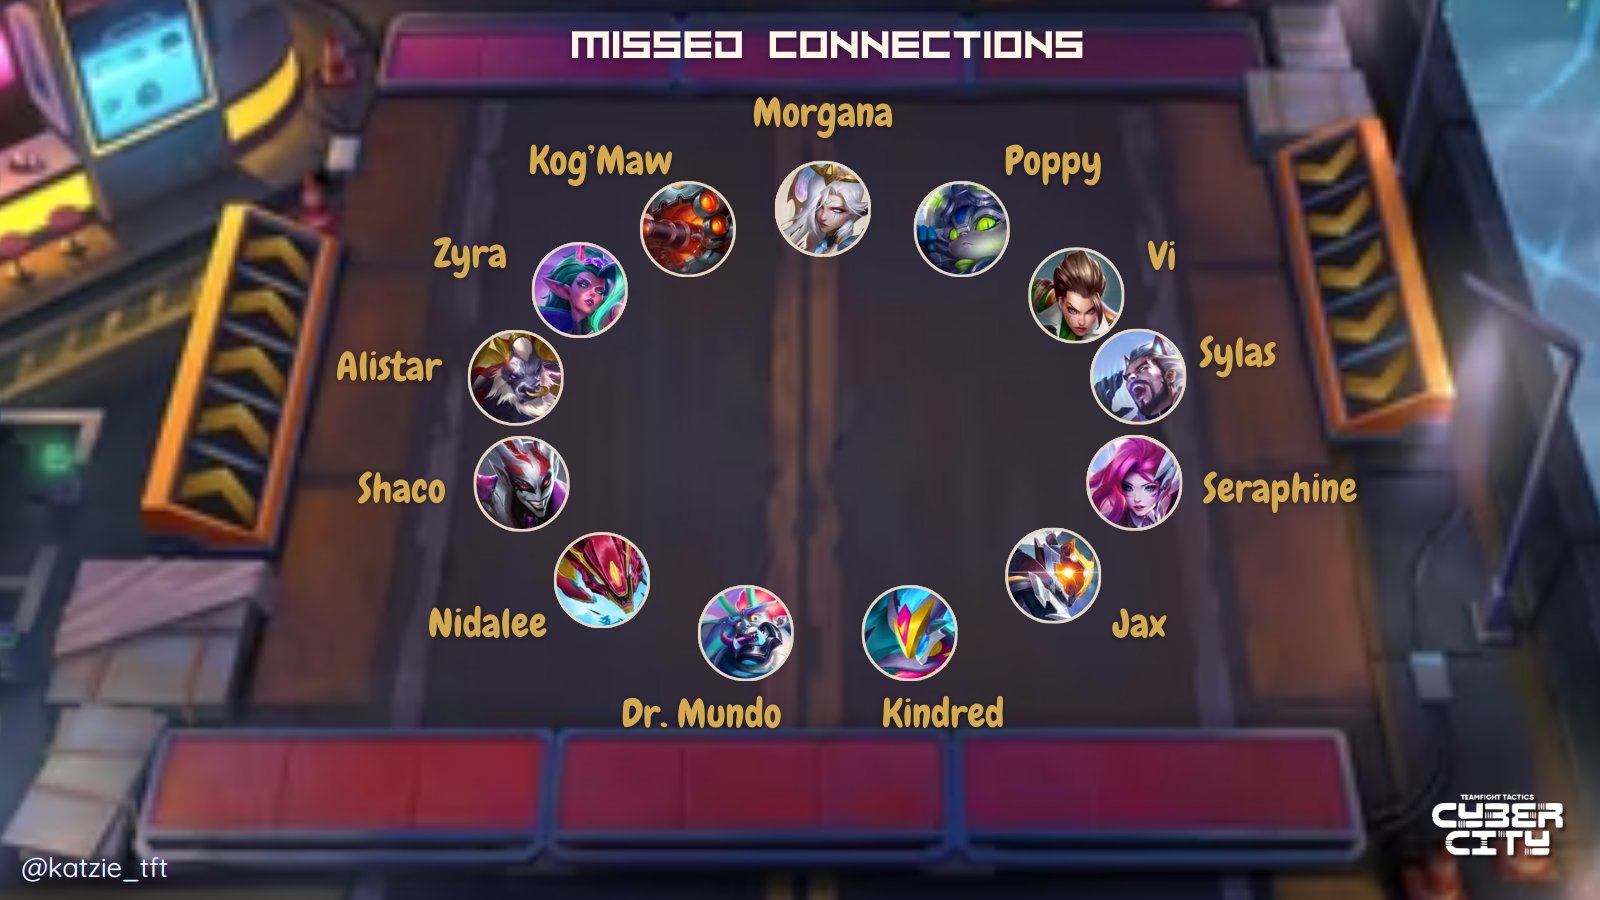 MISSED CONNECTIONS
Morgana
Kog'Maw
Poppy
Zyra
Vi
Alistar
Sylas
Shaco
Seraphine
Nidalee
Jax
Dr. Mundo
Kindred
TEAMFIGHT TACTICS
CYBER
CITY
@katzie_tft